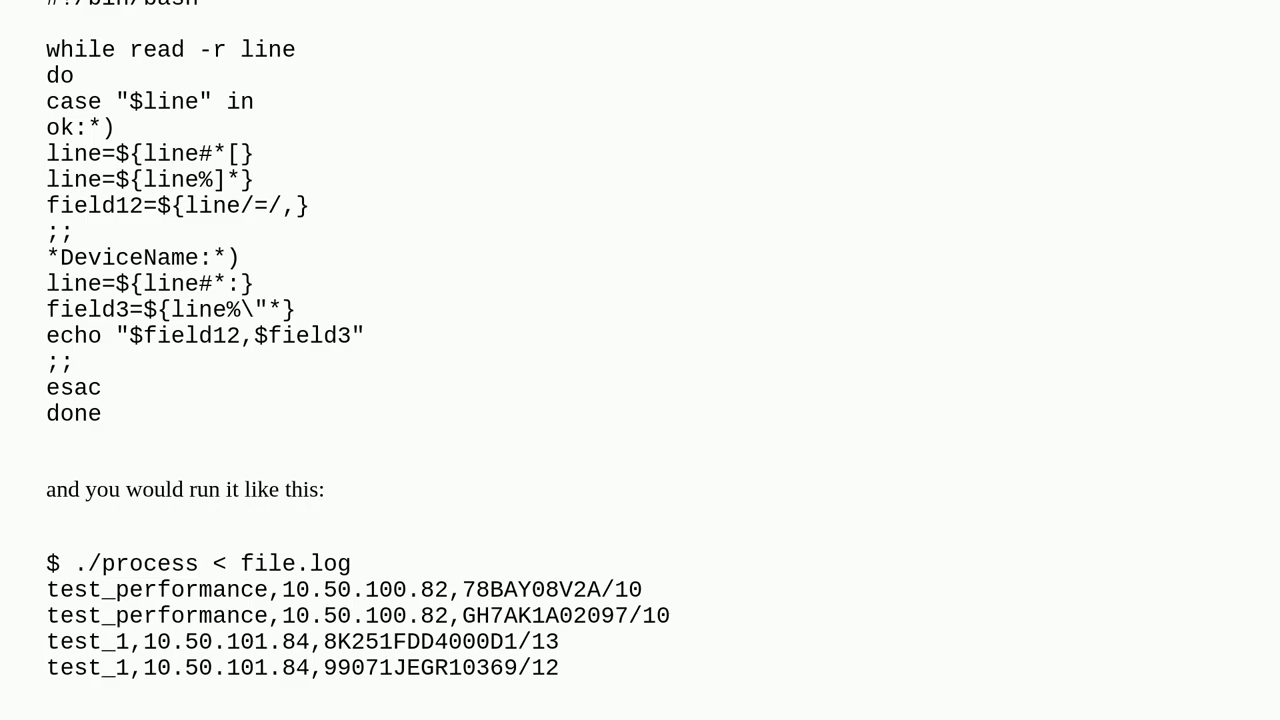 #!/bin/bash
while read -r line
do
case "$line" in
ok:*)
line=${line#*[}
line=${line%]*}
field12=${line/=/,}
;;
*DeviceName:*)
line=${line#*:}
field3=${line%\"*}
echo "$field12,$field3"
;;
esac
done
and you would run it like this:
$ ./process < file.log
test_performance,10.50.100.82,78BAY08V2A/10
test_performance,10.50.100.82,GH7AK1A02097/10
test_1,10.50.101.84,8K251FDD4000D1/13
test_1,10.50.101.84,99071JEGR10369/12